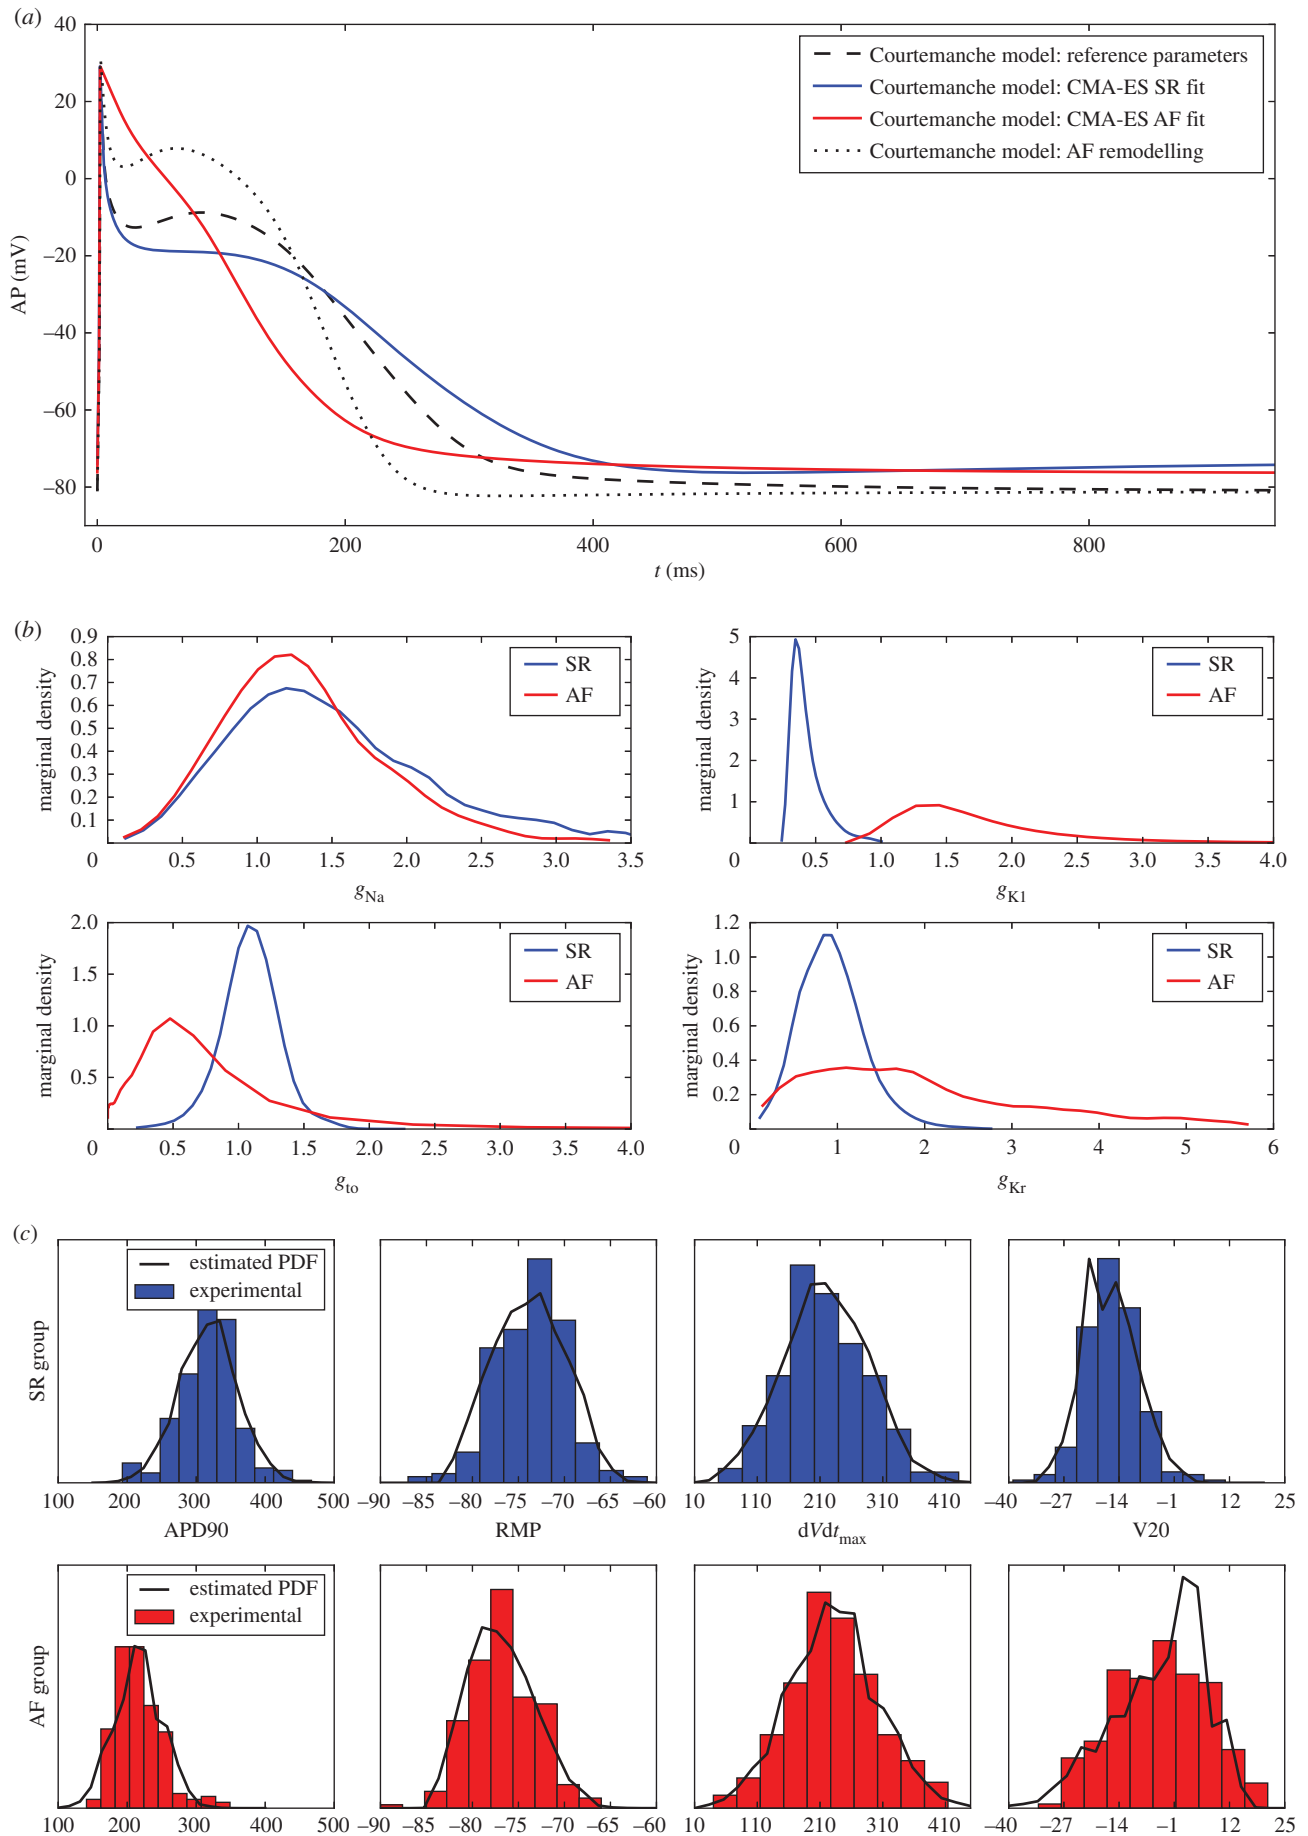 (a)
40
20
0
–20
–40
–60
–80
AP (mV)
Courtemanche model: reference parameters
Courtemanche model: CMA-ES SR fit
Courtemanche model: CMA-ES AF fit
Courtemanche model: AF remodelling
0 200 400 600 800
t (ms)
(b)
0.9
0.8
0.7
0.6
0.5
0.4
0.3
0.2
0.1
marginal density
SR
AF
0 0.5 1.0 1.5 2.0 2.5 3.0 3.5
gNa
5
4
3
2
1
marginal density
SR
AF
0 0.5 1.0 1.5 2.0 2.5 3.0 4.0
gK1
2.0
1.5
1.0
0.5
marginal density
SR
AF
0 0.5 1.0 1.5 2.0 2.5 3.0 3.5 4.0
gto
1.2
1.0
0.8
0.6
0.4
0.2
marginal density
SR
AF
0 1 2 3 4 5 6
gKr
(c)
SR group
estimated PDF
experimental
100 200 300 400 500
APD90
–90 –85 –80 –75 –70 –65 –60
RMP
10 110 210 310 410
dVdtmax
–40 –27 –14 –1 12 25
V20
AF group
estimated PDF
experimental
100 200 300 400 500
–90 –85 –80 –75 –70 –65 –60
10 110 210 310 410
–40 –27 –14 –1 12 25